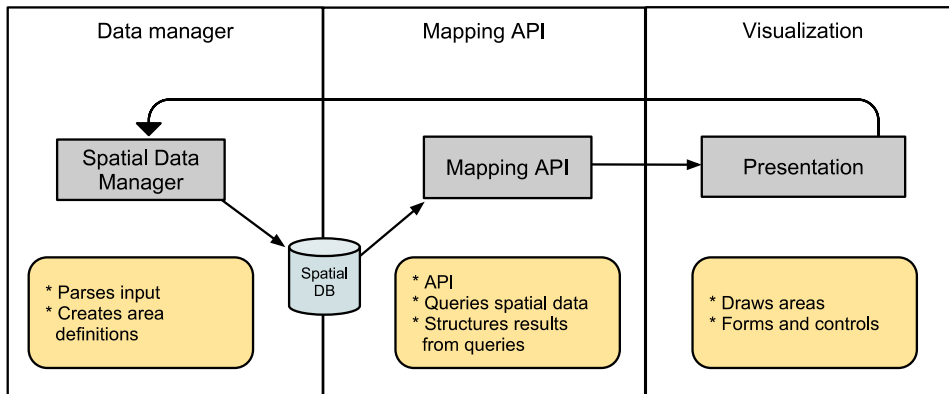 Data manager
Mapping API
Visualization
Spatial Data
Manager
Mapping API
Presentation
Spatial
DB
* Parses input
* Creates area
definitions
* API
* Queries spatial data
* Structures results
from queries
* Draws areas
* Forms and controls